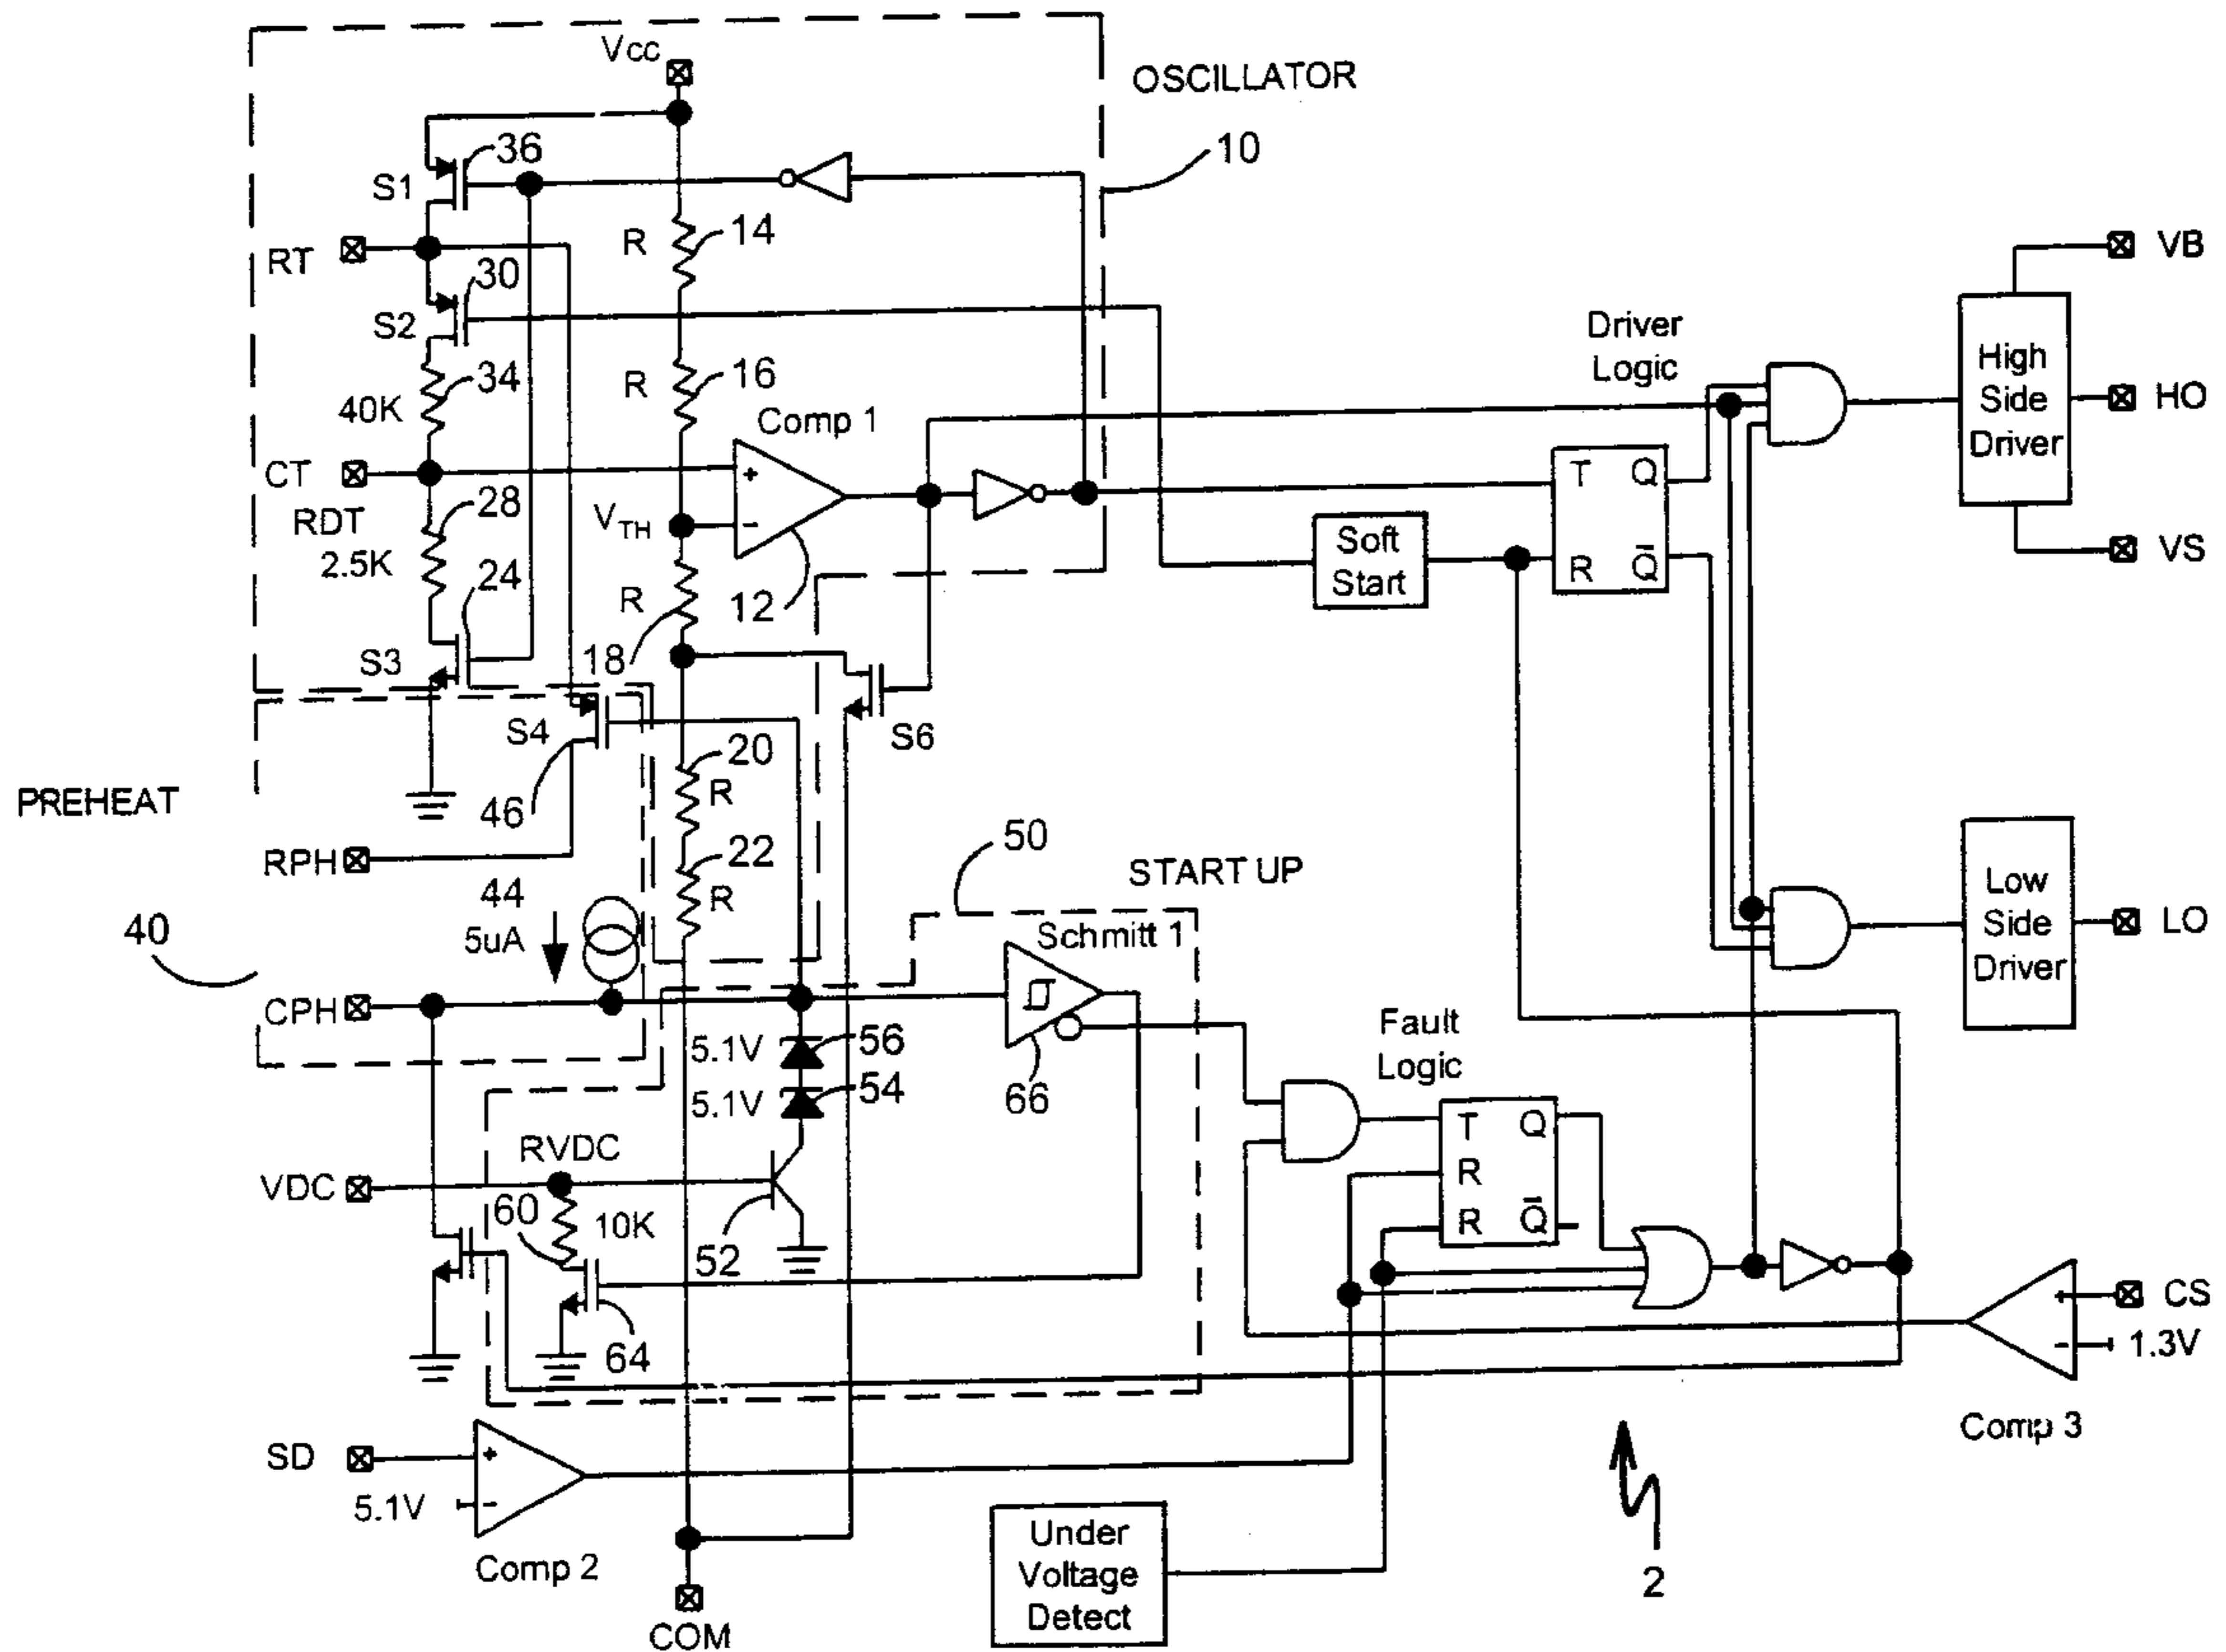 Vcc
OSCILLATOR
36
S1
10
R
14
RT
30
S2
R
16
34
40K
Comp 1
CT
+
28
RDT
2.5K
VTH
-
12
24
R
18
S3
S4
S6
46
20
R
22
R
PREHEAT
RPH
44
5uA
40
CPH
50
START UP
Schmitt 1
66
5.1V
56
5.1V
54
RVDC
VDC
60
10K
52
64
SD
+
5.1V
-
Comp 2
COM
Under
Voltage
Detect
Soft
Start
T
Q
R
Q̅
Driver
Logic
High
Side
Driver
VB
HO
VS
Low
Side
Driver
LO
Fault
Logic
T
Q
R
R
Q̅
+
CS
-
1.3V
Comp 3
2